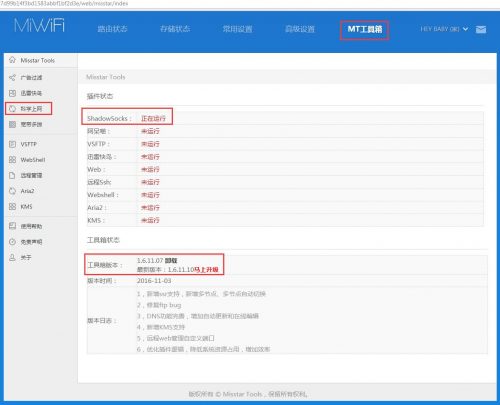 7d99b14f3bd1583abbf1bf2d3e/web/misstar/index
MiWiFi
路由状态
存储状态
常用设置
高级设置
MT工具箱
HEY BABY (家)
Misstar Tools
广告过滤
迅雷快鸟
科学上网
宽带多拨
VSFTP
WebShell
远程管理
Aria2
KMS
使用帮助
免责声明
关于
Misstar Tools
插件状态
ShadowSocks： 正在运行
阿呆喵： 未运行
VSFTP： 未运行
迅雷快鸟： 未运行
Web： 未运行
远程Ssh: 未运行
Webshell： 未运行
Aria2： 未运行
KMS： 未运行
工具箱状态
工具箱版本： 1.6.11.07 卸载
最新版本：1.6.11.10马上升级
版本时间： 2016-11-03
版本日志：
1，新增ssr支持，新增多节点、多节点自动切换
2，修复ftp bug
3，DNS功能完善，增加自动更新和在线编辑
4，新增KMS支持
5，远程web管理自定义端口
6，优化插件逻辑，降低系统资源占用，增加效率
版权所有 © Misstar Tools，保留所有权利。